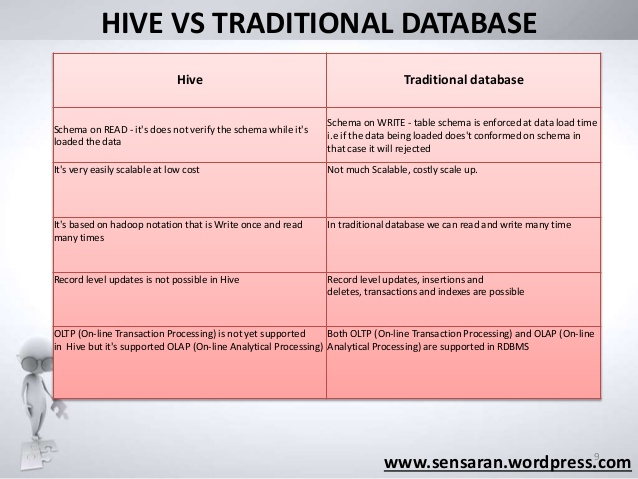 HIVE VS TRADITIONAL DATABASE
Hive
Traditional database
Schema on READ - it's does not verify the schema while it's
loaded the data
Schema on WRITE - table schema is enforced at data load time
i.e if the data being loaded does't conformed on schema in
that case it will rejected
It's very easily scalable at low cost
Not much Scalable, costly scale up.
It's based on hadoop notation that is Write once and read
many times
In traditional database we can read and write many time
Record level updates is not possible in Hive
Record level updates, insertions and
deletes, transactions and indexes are possible
OLTP (On-line Transaction Processing) is not yet supported
in Hive but it's supported OLAP (On-line Analytical Processing)
Both OLTP (On-line Transaction Processing) and OLAP (On-line
Analytical Processing) are supported in RDBMS
9
www.sensaran.wordpress.com